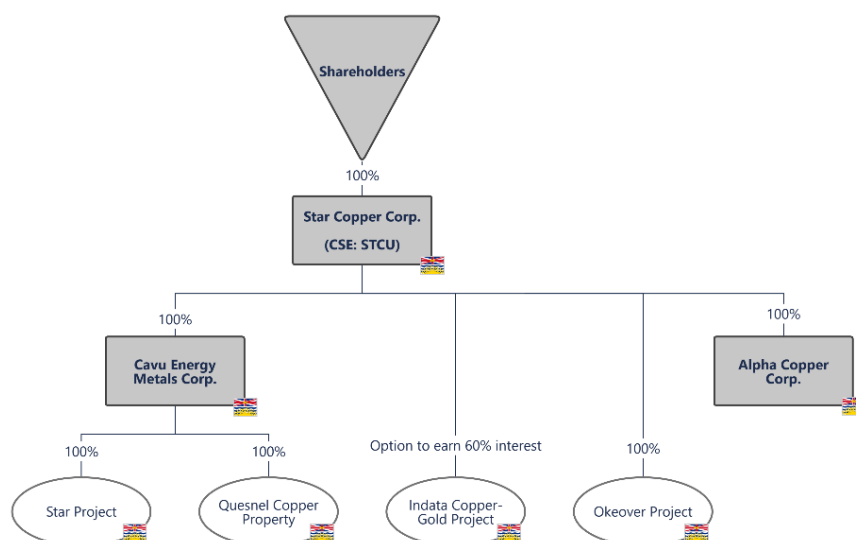 Shareholders
100%
Star Copper Corp.
(CSE: STCU)
100%
100%
Cavu Energy
Metals Corp.
Alpha Copper
Corp.
100%
100%
Option to earn 60% interest
100%
Star Project
Quesnel Copper
Property
Indata Copper-
Gold Project
Okeover Project